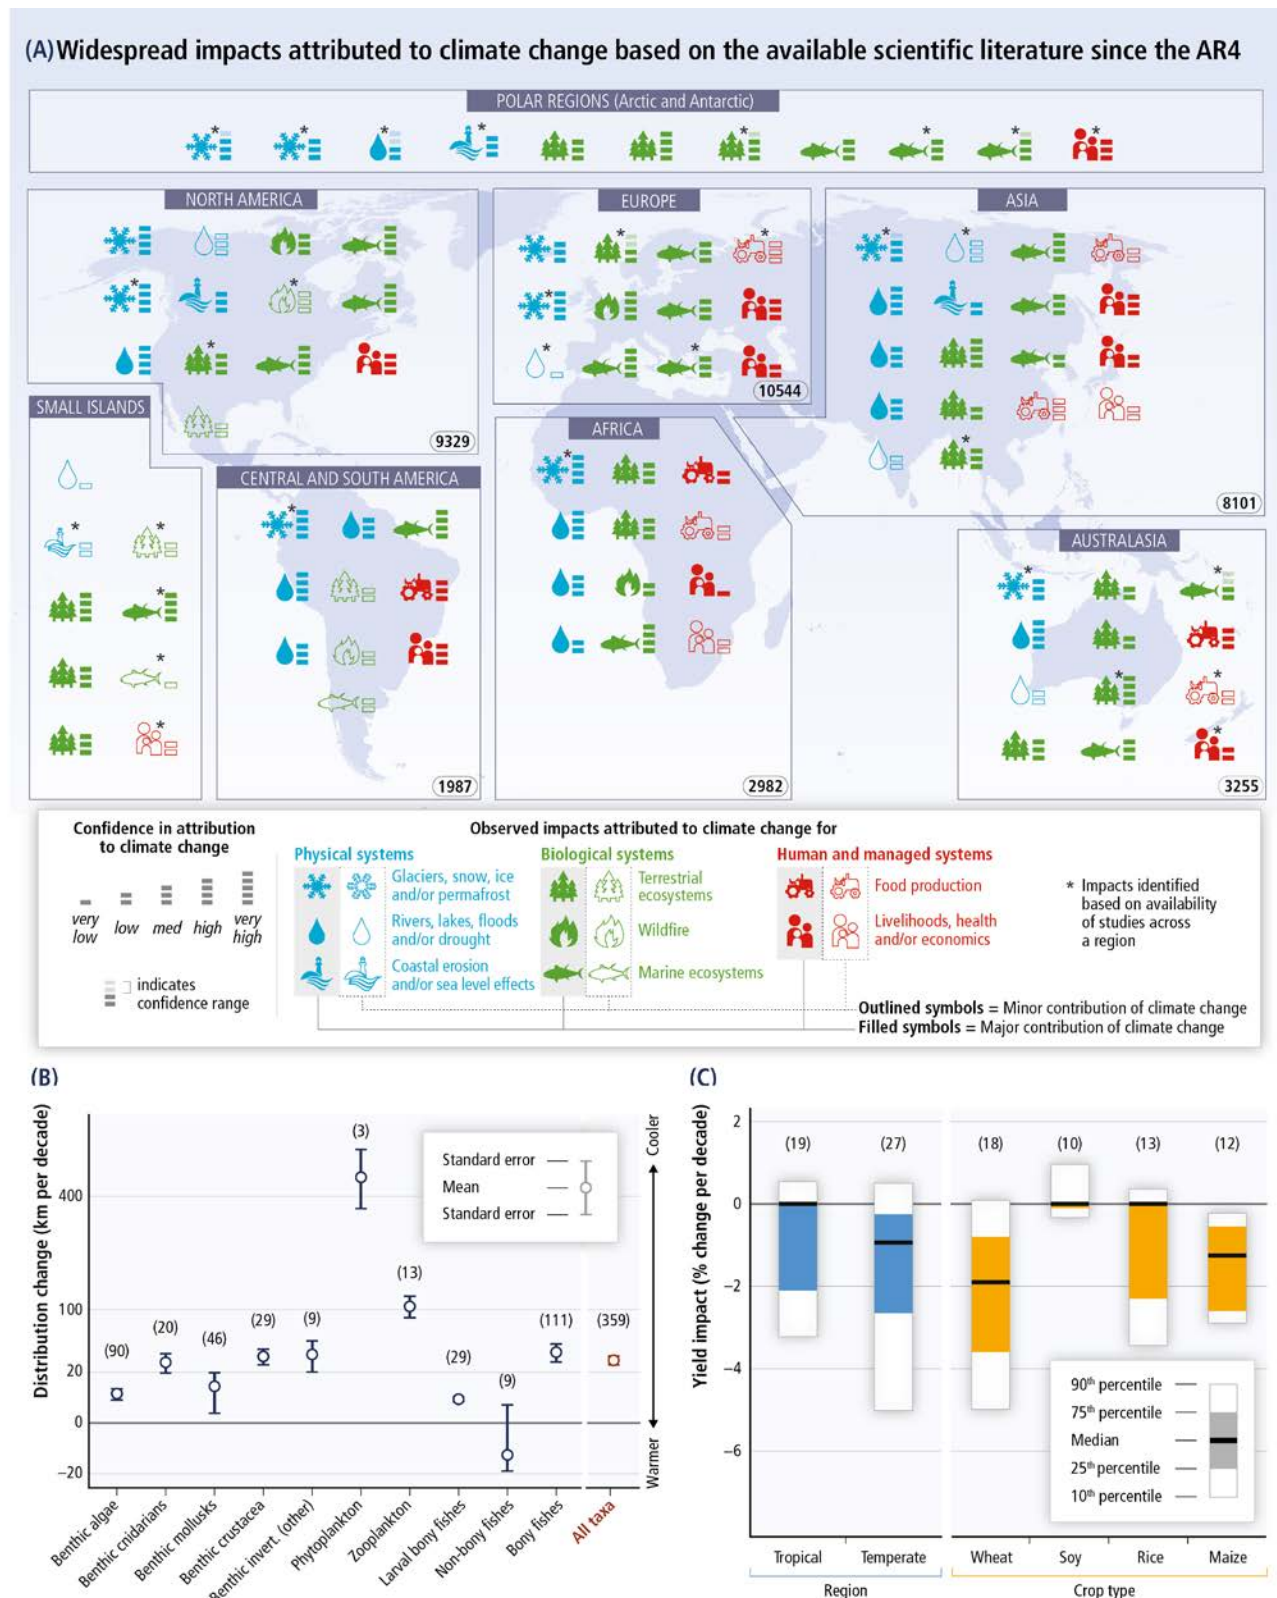 (A) Widespread impacts attributed to climate change based on the available scientific literature since the AR4
POLAR REGIONS (Arctic and Antarctic)
* * * * * * * *
NORTH AMERICA
EUROPE
ASIA
SMALL ISLANDS
AFRICA
CENTRAL AND SOUTH AMERICA
AUSTRALASIA
9329
10544
8101
1987
2982
3255
Confidence in attribution
to climate change
very low
low
med
high
very high
indicates
confidence range
Observed impacts attributed to climate change for
Physical systems
Glaciers, snow, ice
and/or permafrost
Rivers, lakes, floods
and/or drought
Coastal erosion
and/or sea level effects
Biological systems
Terrestrial
ecosystems
Wildfire
Marine ecosystems
Human and managed systems
Food production
Livelihoods, health
and/or economics
* Impacts identified
based on availability
of studies across
a region
Outlined symbols = Minor contribution of climate change
Filled symbols = Major contribution of climate change
(B)
Distribution change (km per decade)
400
100
20
0
−20
(90)
(20)
(46)
(29)
(9)
(3)
(13)
(29)
(9)
(111)
(359)
Standard error
Mean
Standard error
Cooler
Warmer
Benthic algae
Benthic cnidarians
Benthic mollusks
Benthic crustacea
Benthic invert. (other)
Phytoplankton
Zooplankton
Larval bony fishes
Non-bony fishes
Bony fishes
All taxa
(C)
Yield impact (% change per decade)
2
0
−2
−4
−6
(19)
(27)
(18)
(10)
(13)
(12)
90th percentile
75th percentile
Median
25th percentile
10th percentile
Tropical
Temperate
Wheat
Soy
Rice
Maize
Region
Crop type